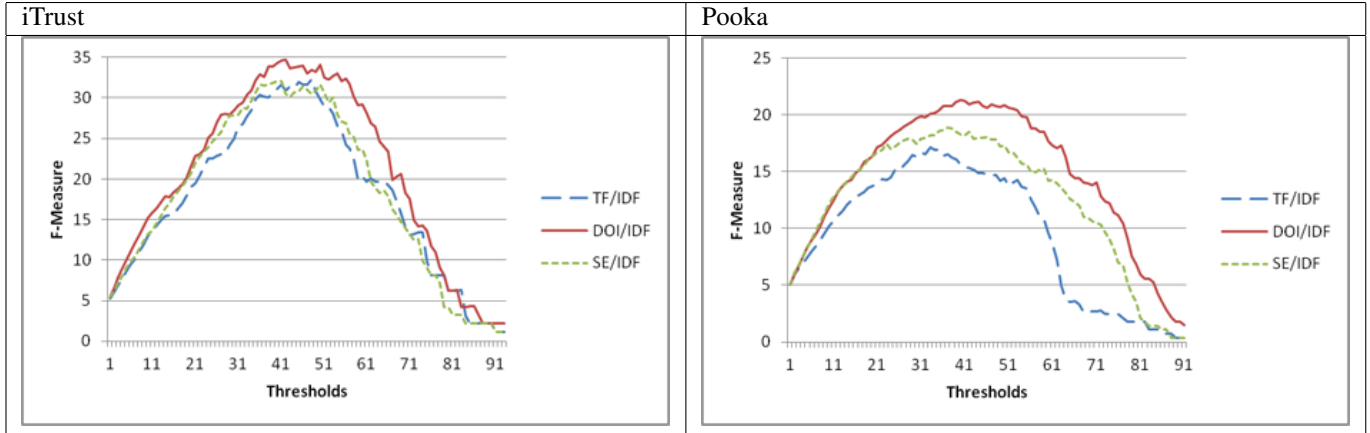 iTrust
Pooka
35
30
25
20
15
10
5
0
F-Measure
1 11 21 31 41 51 61 71 81 91
Thresholds
TF/IDF
DOI/IDF
SE/IDF
25
20
15
10
5
0
F-Measure
1 11 21 31 41 51 61 71 81 91
Thresholds
TF/IDF
DOI/IDF
SE/IDF